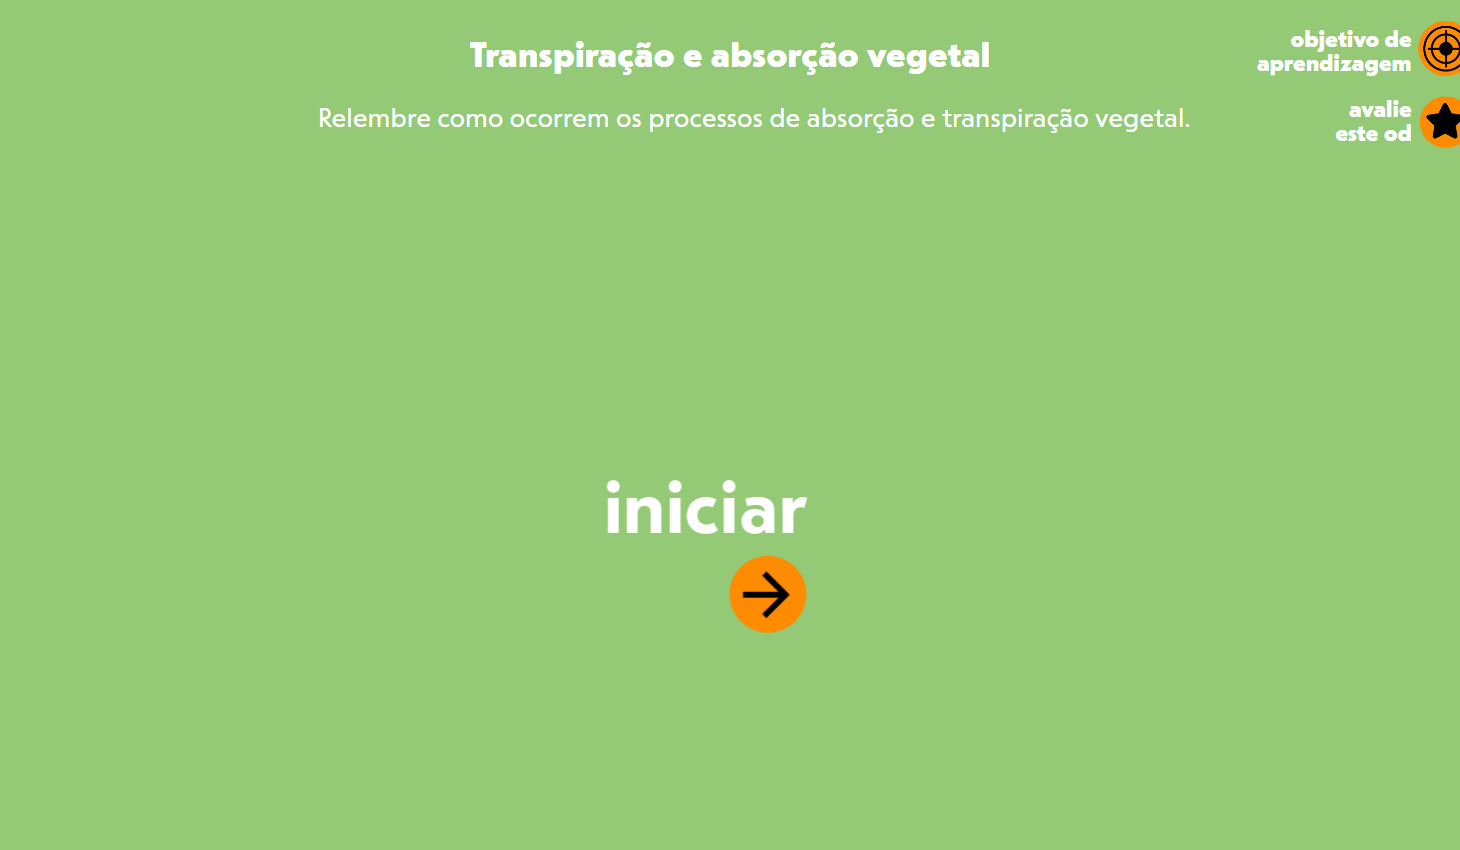 Transpiração e absorção vegetal
Relembre como ocorrem os processos de absorção e transpiração vegetal.
objetivo de
aprendizagem
avalie
este od
iniciar